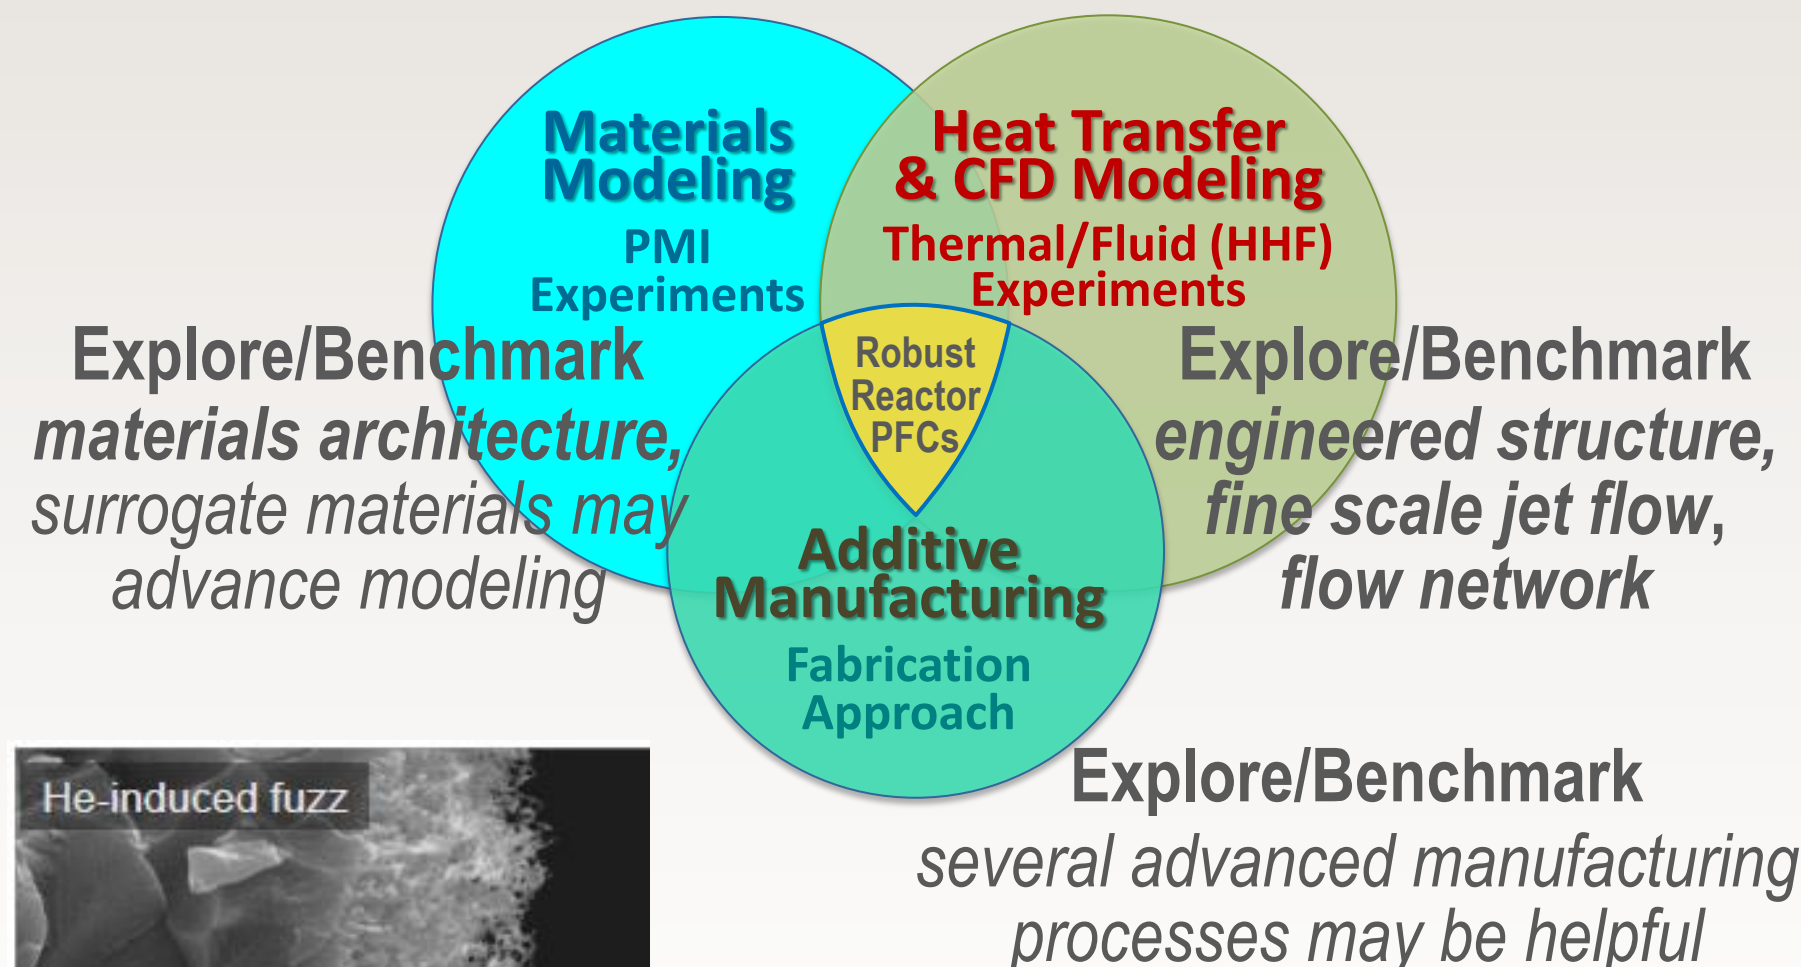 Materials
Modeling
PMI
Experiments
Heat Transfer
& CFD Modeling
Thermal/Fluid (HHF)
Experiments
Robust
Reactor
PFCs
Explore/Benchmark
materials architecture,
surrogate materials may
advance modeling
Explore/Benchmark
engineered structure,
fine scale jet flow,
flow network
Additive
Manufacturing
Fabrication
Approach
He-induced fuzz
Explore/Benchmark
several advanced manufacturing
processes may be helpful